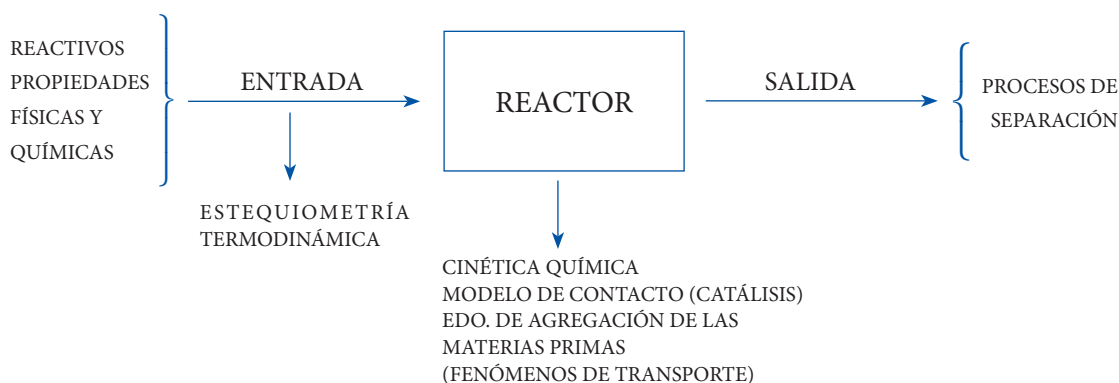 REACTIVOS
PROPIEDADES
FÍSICAS Y
QUÍMICAS
ENTRADA
ESTEQUIOMETRÍA
TERMODINÁMICA
REACTOR
CINÉTICA QUÍMICA
MODELO DE CONTACTO (CATÁLISIS)
EDO. DE AGREGACIÓN DE LAS
MATERIAS PRIMAS
(FENÓMENOS DE TRANSPORTE)
SALIDA
PROCESOS DE
SEPARACIÓN